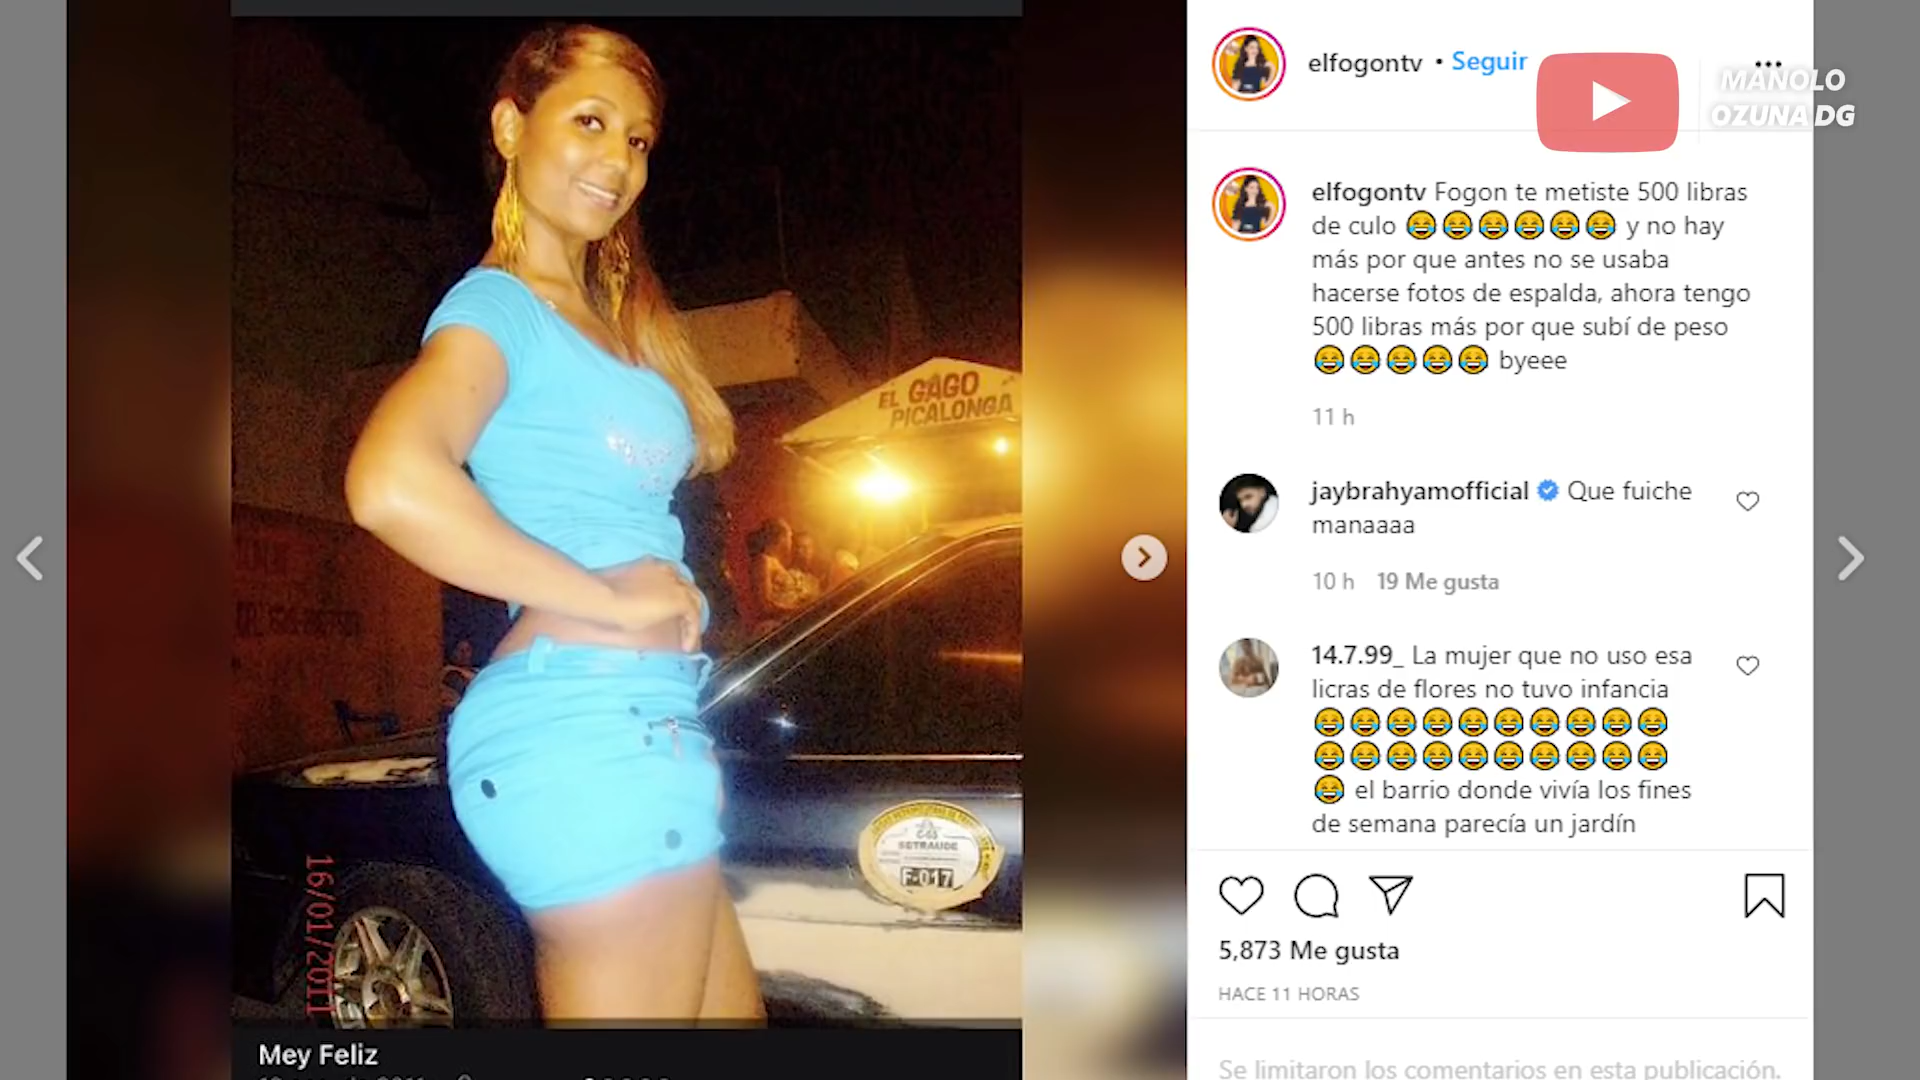 elfogontv • Seguir
MANOLO
OZUNA DG
elfogontv Fogon te metiste 500 libras
de culo 😂😂😂😂😂😂 y no hay
más por que antes no se usaba
hacerse fotos de espalda, ahora tengo
500 libras más por que subí de peso
😂😂😂😂😂 byeee
11 h
jaybrahyamofficial Que fuiche
manaaaa
10 h 19 Me gusta
14.7.99_ La mujer que no uso esa
licras de flores no tuvo infancia
😂😂😂😂😂😂😂😂😂😂
😂😂😂😂😂😂😂😂😂😂
😂 el barrio donde vivía los fines
de semana parecía un jardín
5,873 Me gusta
HACE 11 HORAS
Se limitaron los comentarios en esta publicación.
EL GAGO
PICALONGA
SETRAUDE
F-017
16/01/2011
Mey Feliz